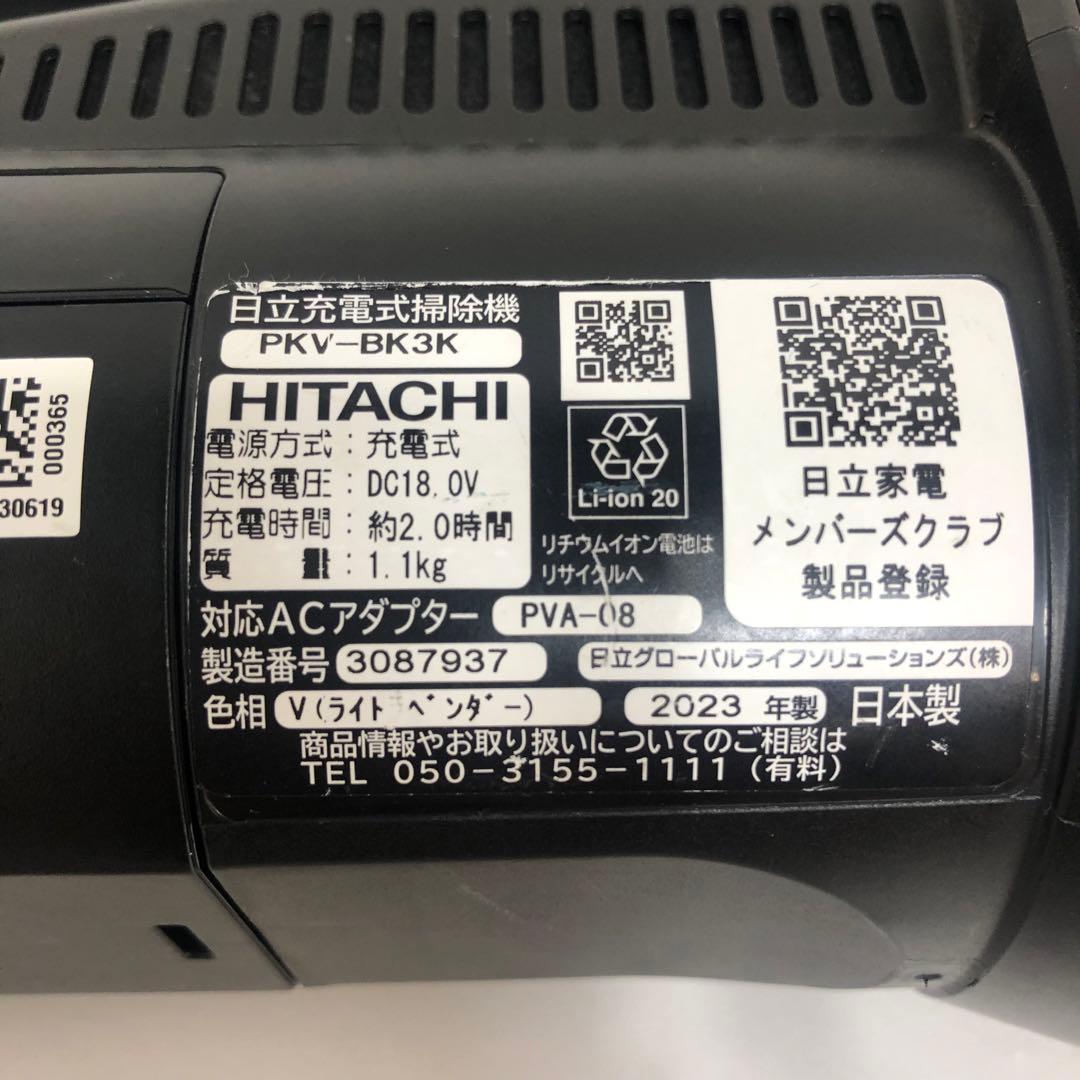 000365
30619
日立充電式掃除機
PKV-BK3K
HITACHI
電源方式：充電式
定格電圧：DC18.0V
充電時間：約2.0時間
質 量：1.1kg
Li-ion 20
リチウムイオン電池は
リサイクルへ
日立家電
メンバーズクラブ
製品登録
対応ACアダプター PVA-08
製造番号 3087937 日立グローバルライフソリューションズ(株)
色相 V(ライト ベンダー) 2023 年製 日本製
商品情報やお取り扱いについてのご相談は
TEL 050-3155-1111(有料)